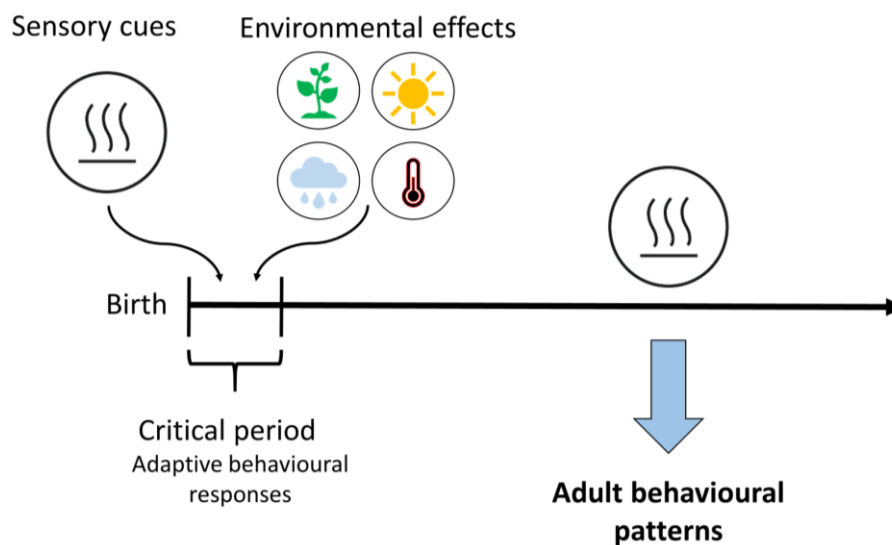 Sensory cues
Environmental effects
Birth
Critical period
Adaptive behavioural
responses
Adult behavioural
patterns